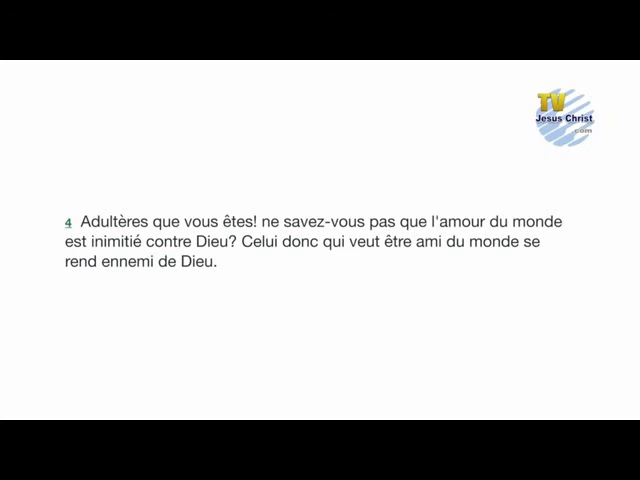 TV
Jesus Christ
.com
4 Adultères que vous êtes! ne savez-vous pas que l'amour du monde
est inimitié contre Dieu? Celui donc qui veut être ami du monde se
rend ennemi de Dieu.